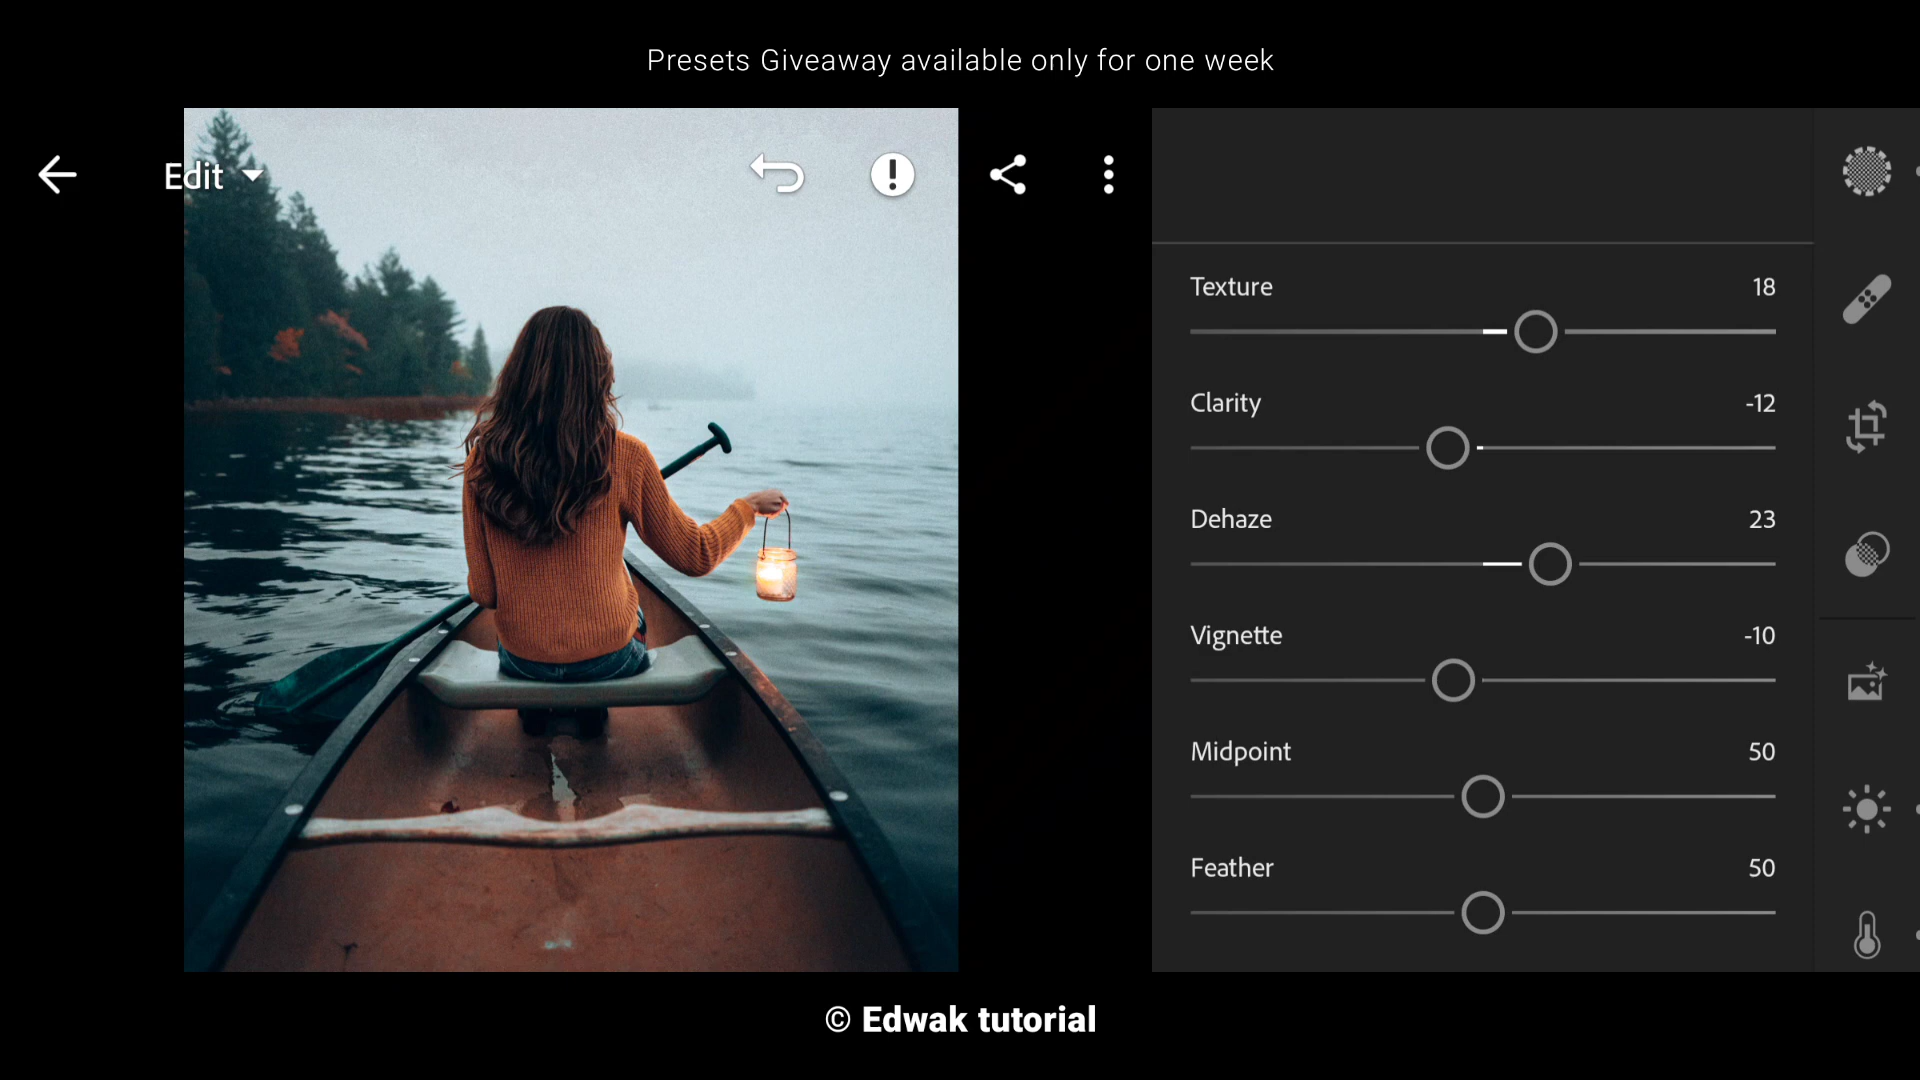 Presets Giveaway available only for one week
Edit
Texture 18
Clarity -12
Dehaze 23
Vignette -10
Midpoint 50
Feather 50
© Edwak tutorial